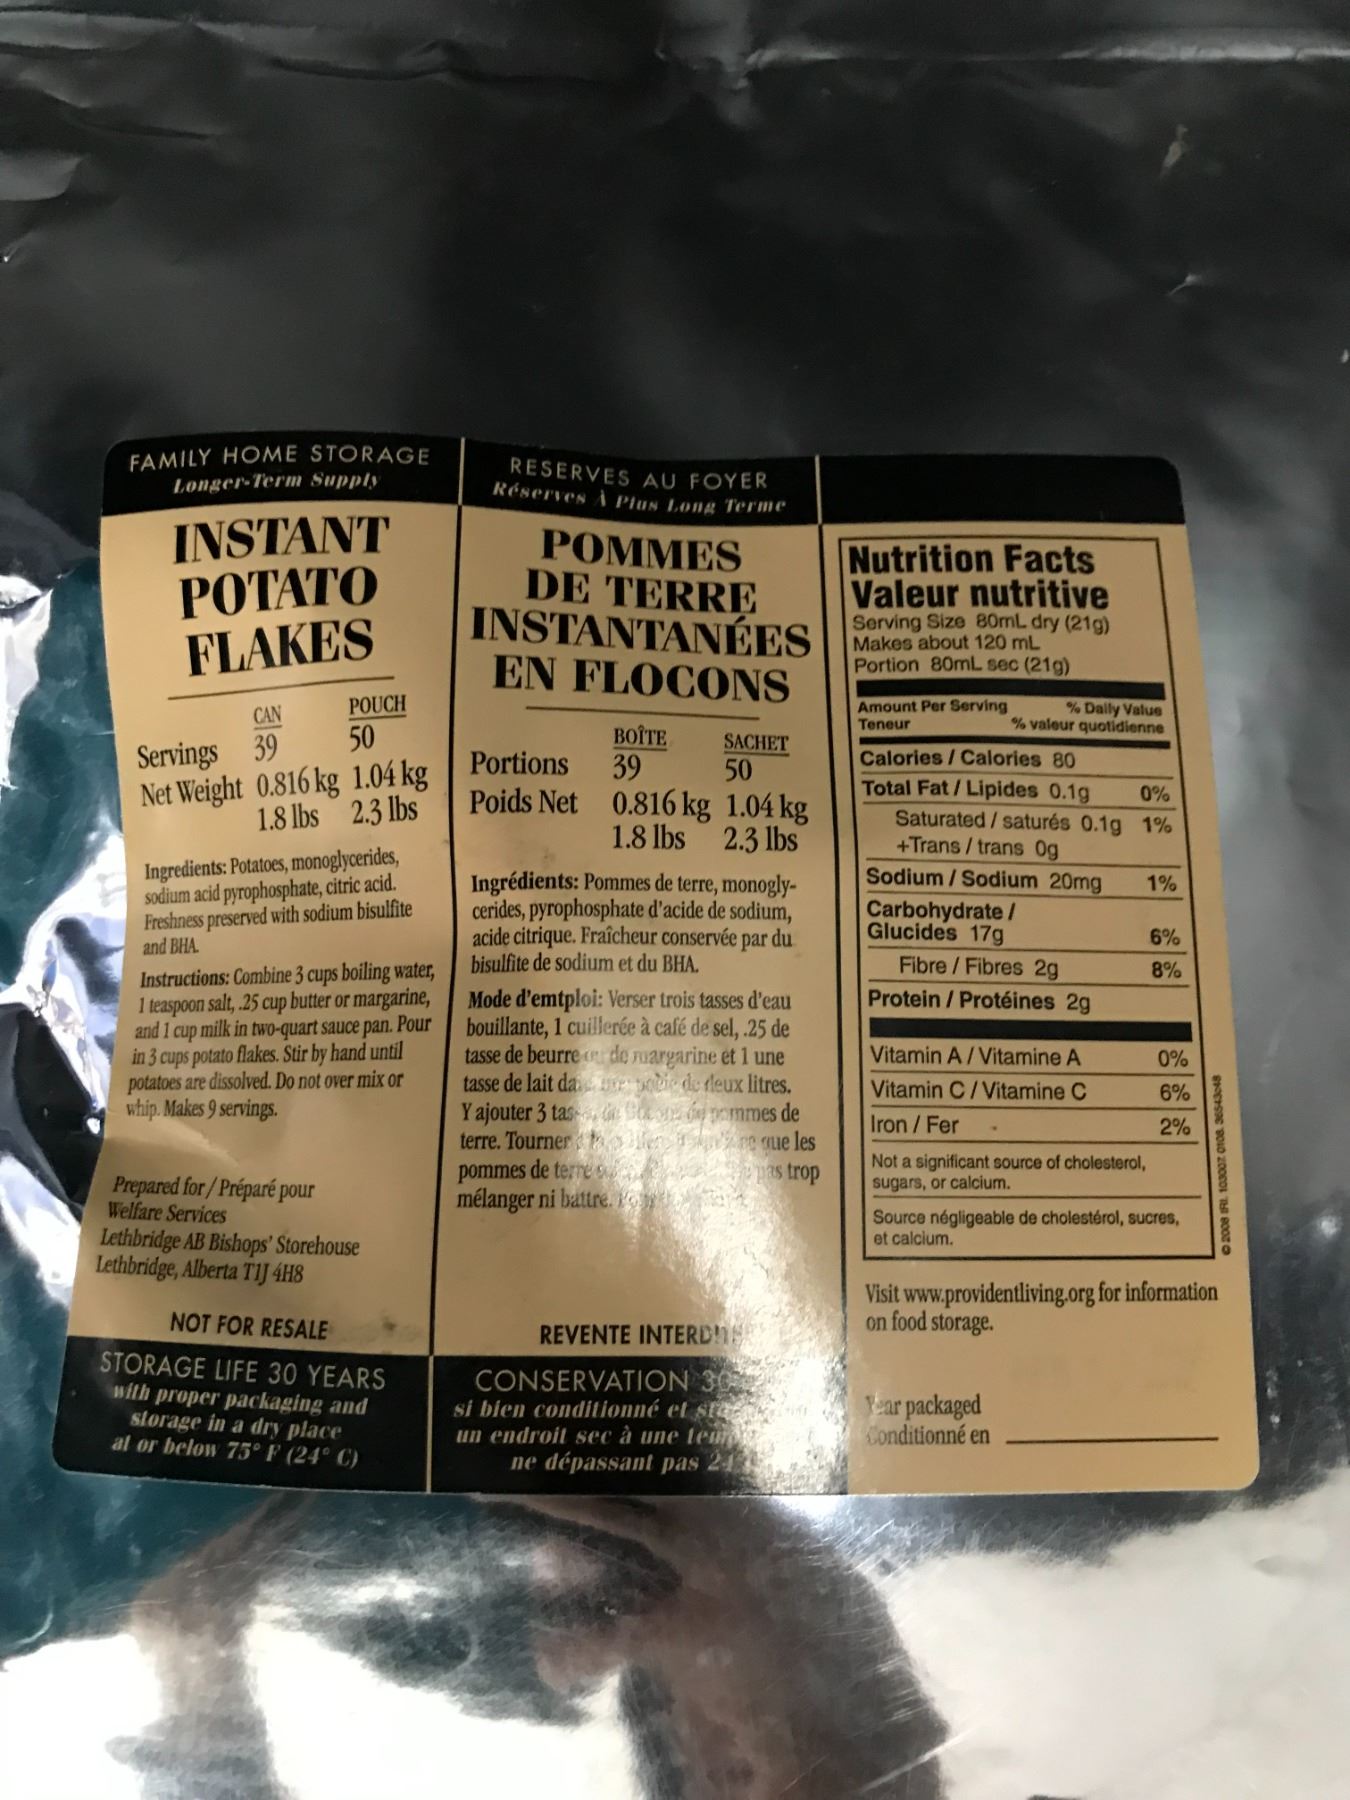 FAMILY HOME STORAGE
Longer-Term Supply
INSTANT
POTATO
FLAKES
CAN POUCH
Servings 39 50
Net Weight 0.816 kg 1.04 kg
1.8 lbs 2.3 lbs
Ingredients: Potatoes, monoglycerides,
sodium acid pyrophosphate, citric acid.
Freshness preserved with sodium bisulfite
and BHA.
Instructions: Combine 3 cups boiling water,
1 teaspoon salt, .25 cup butter or margarine,
and 1 cup milk in two-quart sauce pan. Pour
in 3 cups potato flakes. Stir by hand until
potatoes are dissolved. Do not over mix or
whip. Makes 9 servings.
Prepared for / Préparé pour
Welfare Services
Lethbridge AB Bishops' Storehouse
Lethbridge, Alberta T1J 4H8
NOT FOR RESALE
STORAGE LIFE 30 YEARS
with proper packaging and
storage in a dry place
at or below 75° F (24° C)
RESERVES AU FOYER
Réserves À Plus Long Terme
POMMES
DE TERRE
INSTANTANÉES
EN FLOCONS
BOÎTE SACHET
Portions 39 50
Poids Net 0.816 kg 1.04 kg
1.8 lbs 2.3 lbs
Ingrédients: Pommes de terre, monogly-
cerides, pyrophosphate d'acide de sodium,
acide citrique. Fraîcheur conservée par du
bisulfite de sodium et du BHA.
Mode d'emtploi: Verser trois tasses d'eau
bouillante, 1 cuillerée à café de sel, .25 de
tasse de beurre ou de margarine et 1 une
tasse de lait de deux litres.
Y ajouter 3 pommes de
terre. Tourner que les
pommes de terre pas trop
mélanger ni battre.
REVENTE INTERDITE
CONSERVATION 30
si bien conditionné et
un endroit sec à une
ne dépassant pas
Nutrition Facts
Valeur nutritive
Serving Size 80mL dry (21g)
Makes about 120 mL
Portion 80mL sec (21g)
Amount Per Serving % Daily Value
Teneur % valeur quotidienne
Calories / Calories 80
Total Fat / Lipides 0.1g 0%
Saturated / saturés 0.1g 1%
+Trans / trans 0g
Sodium / Sodium 20mg 1%
Carbohydrate /
Glucides 17g 6%
Fibre / Fibres 2g 8%
Protein / Protéines 2g
Vitamin A / Vitamine A 0%
Vitamin C / Vitamine C 6%
Iron / Fer 2%
Not a significant source of cholesterol,
sugars, or calcium.
Source négligeable de cholestérol, sucres,
et calcium.
© 2008 IRI. 103007. 0108. 36543c48
Visit www.providentliving.org for information
on food storage.
Year packaged
Conditionné en